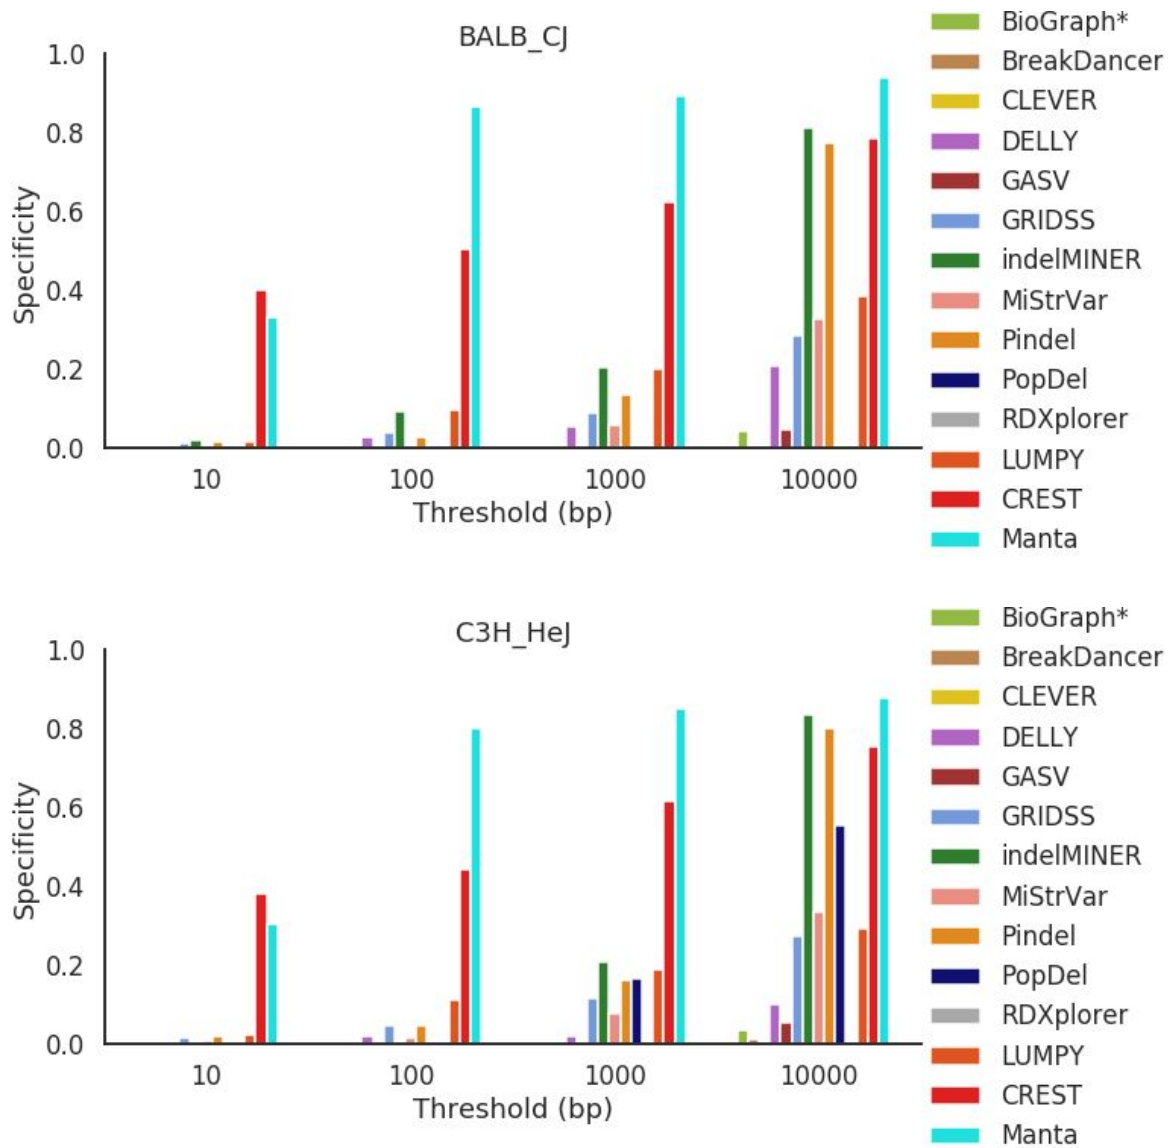 BALB_CJ
Specificity
1.0
0.8
0.6
0.4
0.2
0.0
10 100 1000 10000
Threshold (bp)
BioGraph*
BreakDancer
CLEVER
DELLY
GASV
GRIDSS
indelMINER
MiStrVar
Pindel
PopDel
RDXplorer
LUMPY
CREST
Manta
C3H_HeJ
Specificity
1.0
0.8
0.6
0.4
0.2
0.0
10 100 1000 10000
Threshold (bp)
BioGraph*
BreakDancer
CLEVER
DELLY
GASV
GRIDSS
indelMINER
MiStrVar
Pindel
PopDel
RDXplorer
LUMPY
CREST
Manta